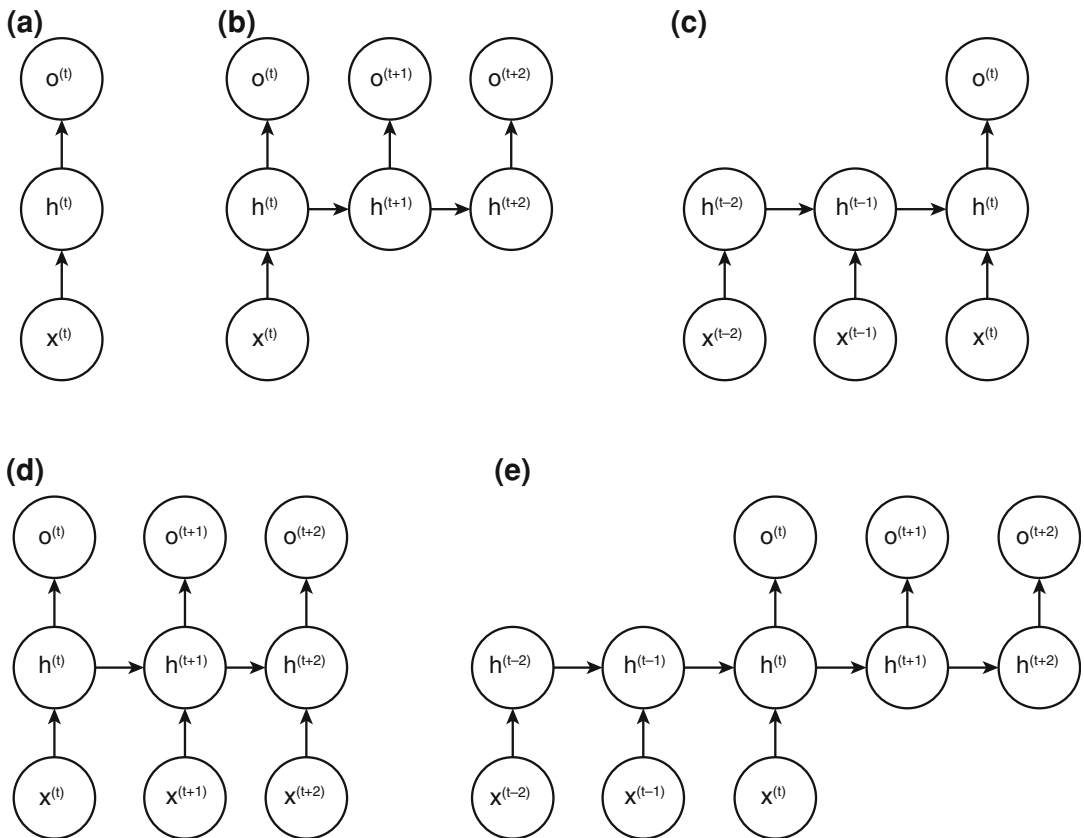 (a) (b) (c)
o^(t) o^(t) o^(t+1) o^(t+2) o^(t)
h^(t) h^(t) h^(t+1) h^(t+2) h^(t–2) h^(t–1) h^(t)
x^(t) x^(t) x^(t–2) x^(t–1) x^(t)
(d) (e)
o^(t) o^(t+1) o^(t+2) o^(t) o^(t+1) o^(t+2)
h^(t) h^(t+1) h^(t+2) h^(t–2) h^(t–1) h^(t) h^(t+1) h^(t+2)
x^(t) x^(t+1) x^(t+2) x^(t–2) x^(t–1) x^(t)